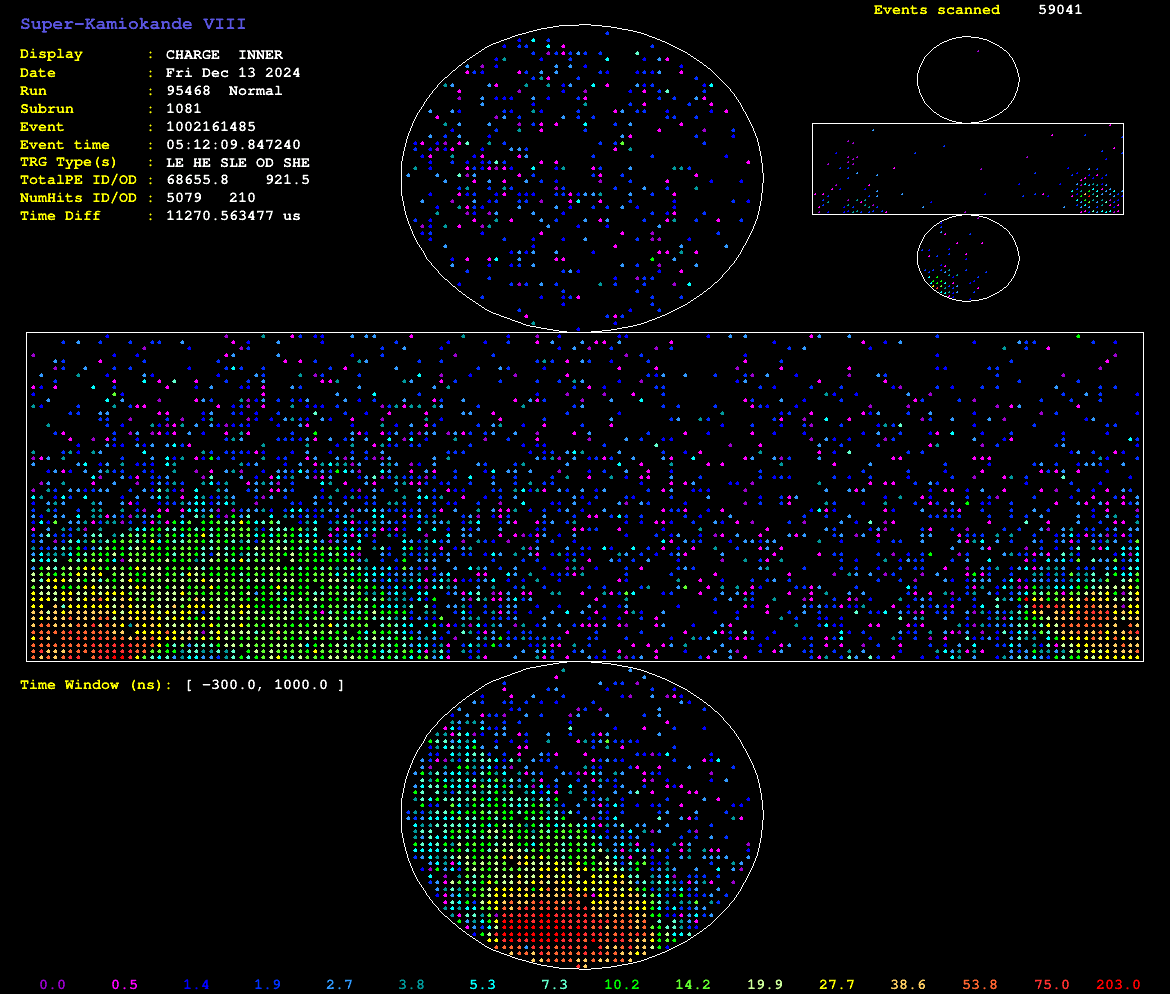 Super-Kamiokande VIII
Events scanned 59041
Display : CHARGE INNER
Date : Fri Dec 13 2024
Run : 95468 Normal
Subrun : 1081
Event : 1002161485
Event time : 05:12:09.847240
TRG Type(s) : LE HE SLE OD SHE
TotalPE ID/OD : 68655.8 921.5
NumHits ID/OD : 5079 210
Time Diff : 11270.563477 us
Time Window (ns): [ -300.0, 1000.0 ]
0.0 0.5 1.4 1.9 2.7 3.8 5.3 7.3 10.2 14.2 19.9 27.7 38.6 53.8 75.0 203.0